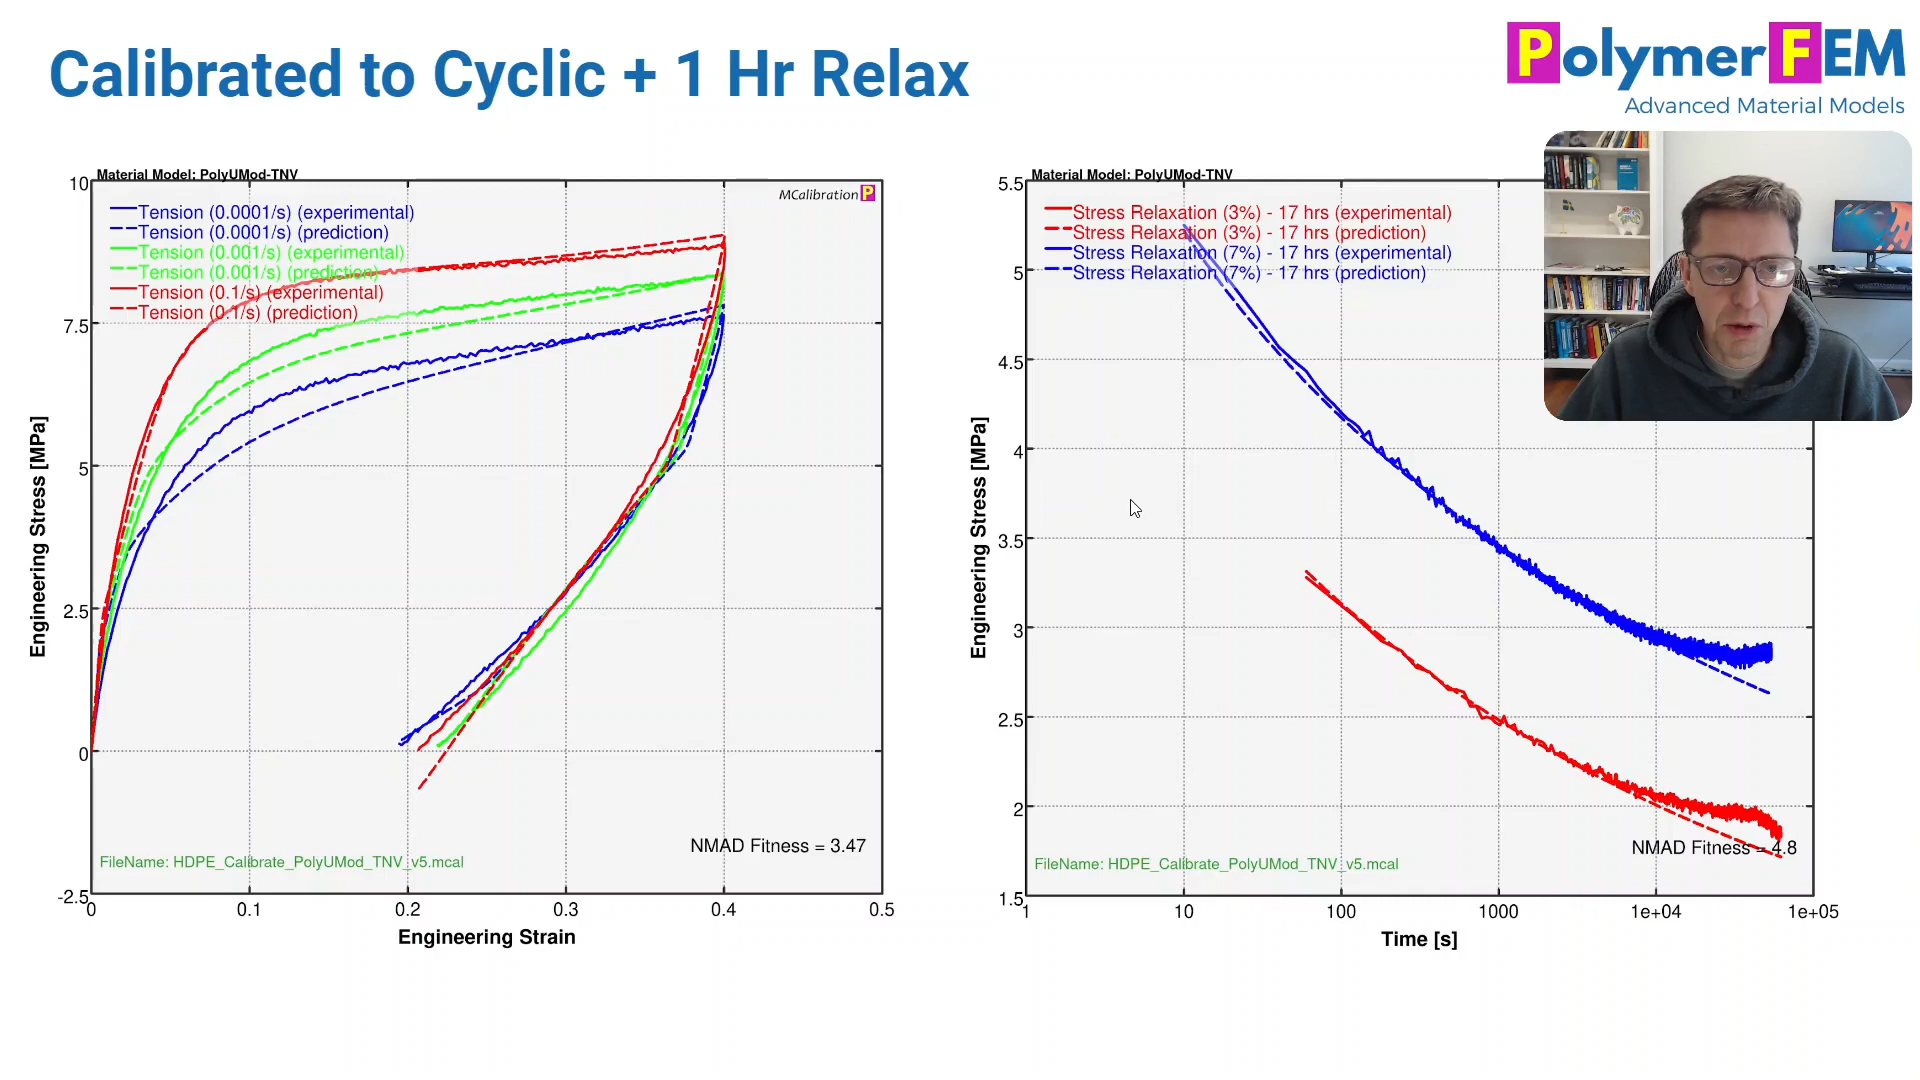 Calibrated to Cyclic + 1 Hr Relax
PolymerFEM
Advanced Material Models
Material Model: PolyUMod-TNV
MCalibration P
Tension (0.0001/s) (experimental)
Tension (0.0001/s) (prediction)
Tension (0.001/s) (experimental)
Tension (0.001/s) (prediction)
Tension (0.1/s) (experimental)
Tension (0.1/s) (prediction)
10
7.5
5
2.5
0
-2.5
Engineering Stress [MPa]
NMAD Fitness = 3.47
FileName: HDPE_Calibrate_PolyUMod_TNV_v5.mcal
0 0.1 0.2 0.3 0.4 0.5
Engineering Strain
Material Model: PolyUMod-TNV
Stress Relaxation (3%) - 17 hrs (experimental)
Stress Relaxation (3%) - 17 hrs (prediction)
Stress Relaxation (7%) - 17 hrs (experimental)
Stress Relaxation (7%) - 17 hrs (prediction)
5.5
5
4.5
4
3.5
3
2.5
2
1.5
Engineering Stress [MPa]
NMAD Fitness = 4.8
FileName: HDPE_Calibrate_PolyUMod_TNV_v5.mcal
1 10 100 1000 1e+04 1e+05
Time [s]